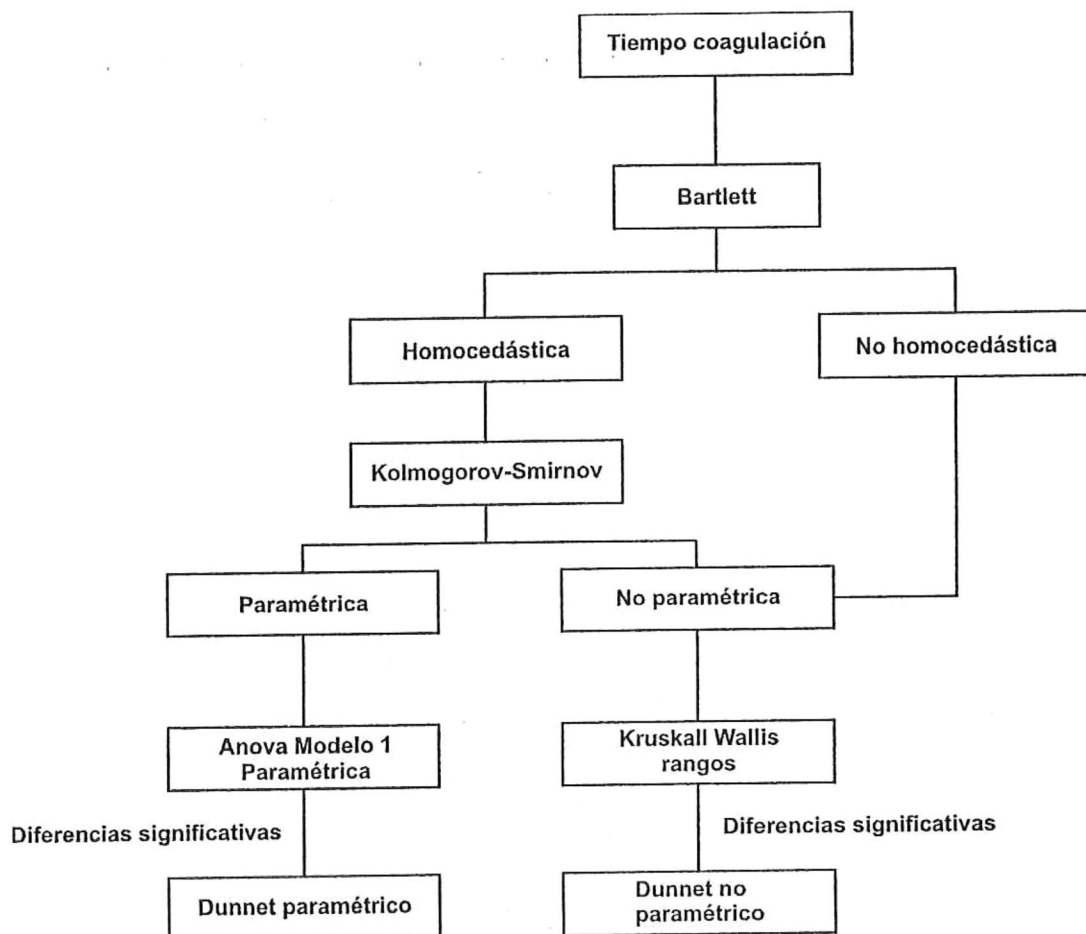 Tiempo coagulación
Bartlett
Homocedástica
No homocedástica
Kolmogorov-Smirnov
Paramétrica
No paramétrica
Anova Modelo 1
Paramétrica
Kruskall Wallis
rangos
Diferencias significativas
Diferencias significativas
Dunnet paramétrico
Dunnet no
paramétrico